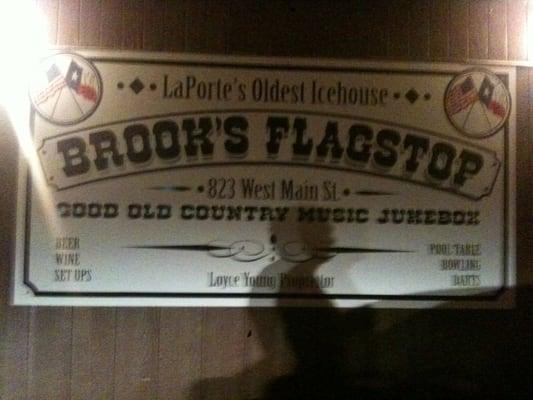 LaPorte's Oldest Icehouse
BROOK'S FLAGSTOP
823 West Main St.
GOOD OLD COUNTRY MUSIC JUKEBOX
BEER
WINE
SET UPS
POOL TABLE
BOWLING
DARTS
Loyce Young Proprietor